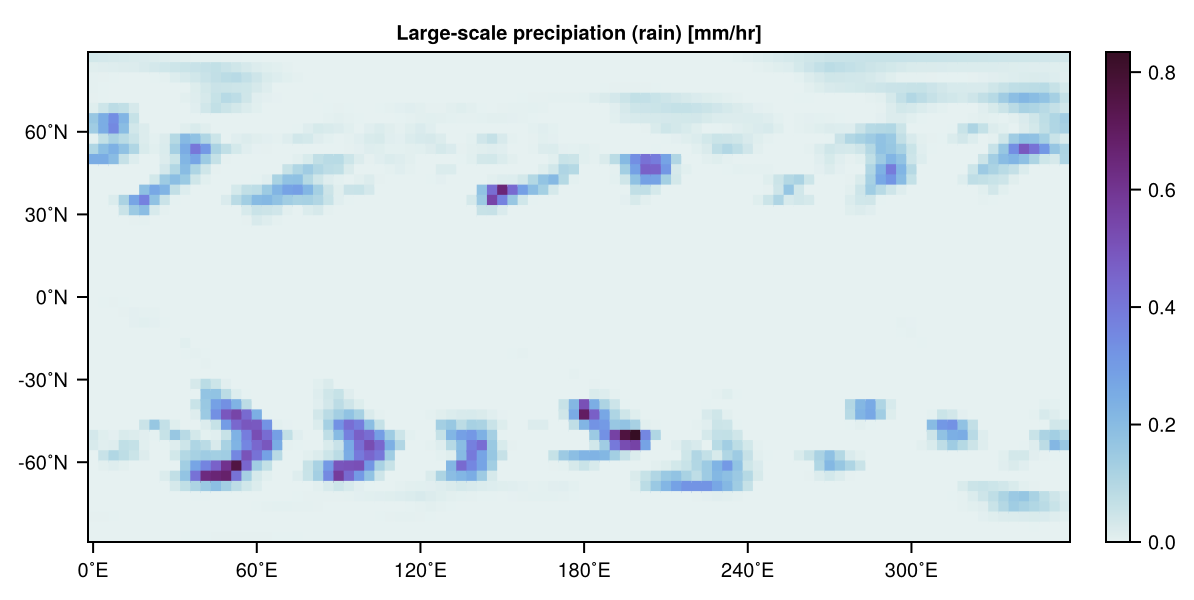 Large-scale precipiation (rain) [mm/hr]
60˚N
30˚N
0˚N
-30˚N
-60˚N
0˚E 60˚E 120˚E 180˚E 240˚E 300˚E
0.8
0.6
0.4
0.2
0.0